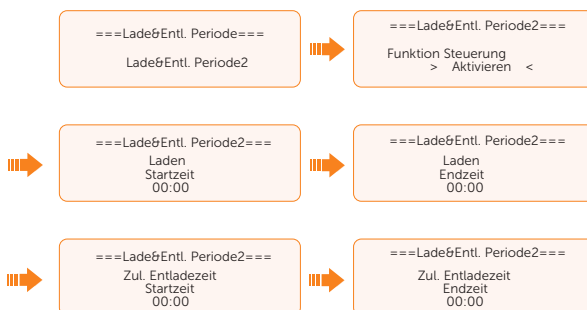 ===Lade&Entl. Periode===
Lade&Entl. Periode2
===Lade&Entl. Periode2===
Funktion Steuerung
> Aktivieren <
===Lade&Entl. Periode2===
Laden
Startzeit
00:00
===Lade&Entl. Periode2===
Laden
Endzeit
00:00
===Lade&Entl. Periode2===
Zul. Entladezeit
Startzeit
00:00
===Lade&Entl. Periode2===
Zul. Entladezeit
Endzeit
00:00